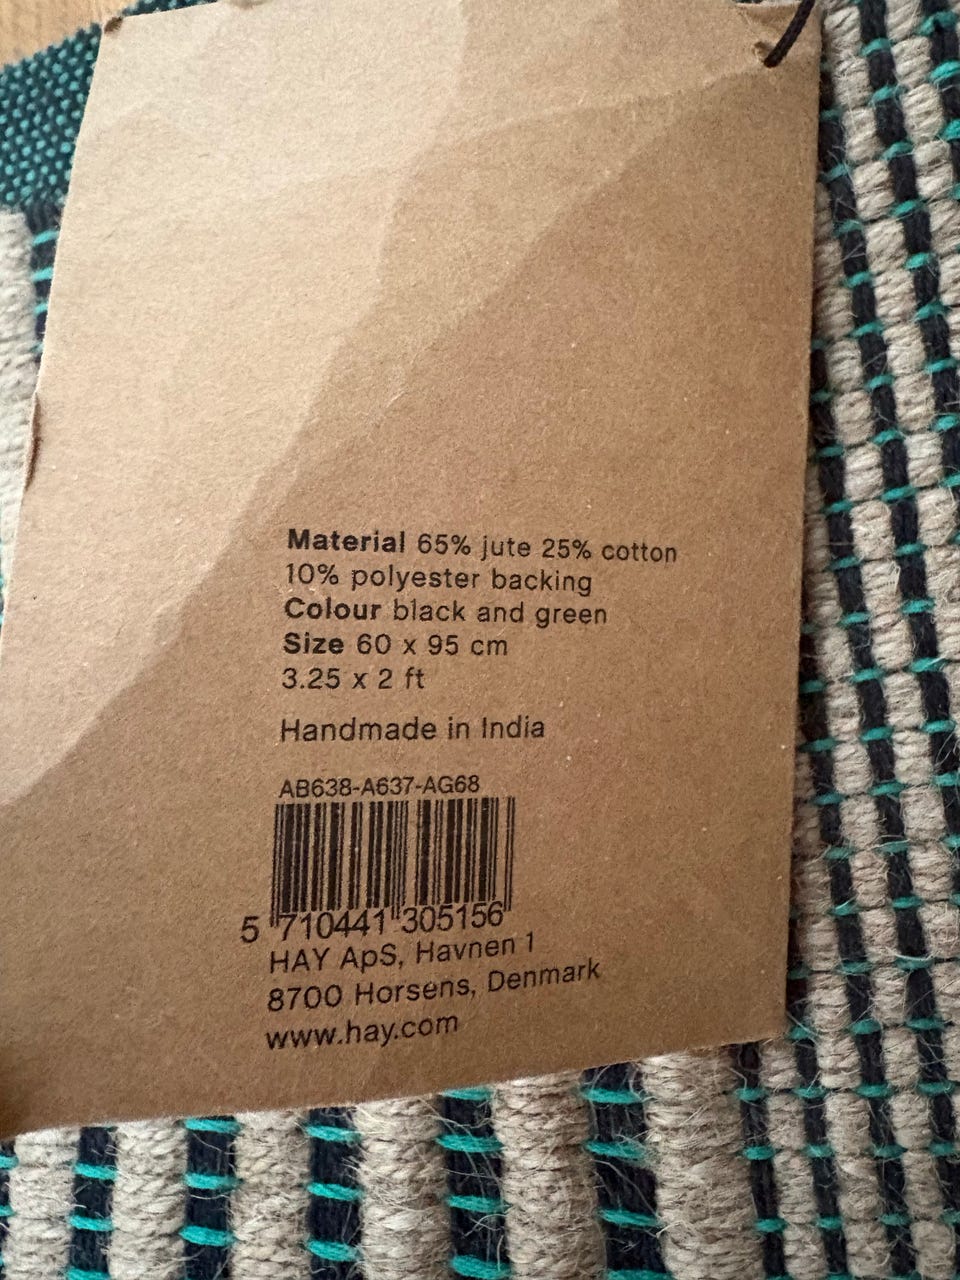 Material 65% jute 25% cotton
10% polyester backing
Colour black and green
Size 60 x 95 cm
3.25 x 2 ft
Handmade in India
AB638-A637-AG68
5 710441 305156
HAY ApS, Havnen 1
8700 Horsens, Denmark
www.hay.com